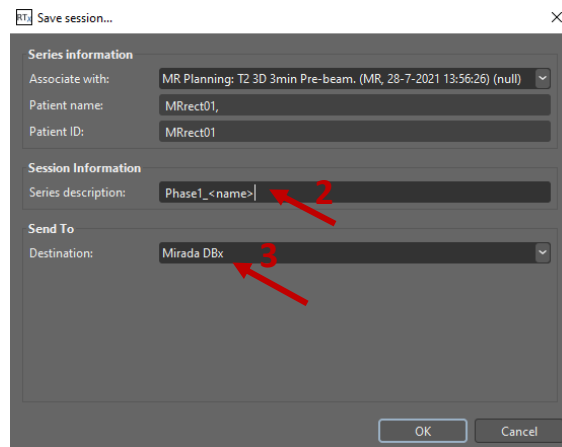 RTx Save session...
Series information
Associate with: MR Planning: T2 3D 3min Pre-beam. (MR, 28-7-2021 13:56:26) (null)
Patient name: MRrect01,
Patient ID: MRrect01
Session Information
Series description: Phase1_<name> 2
Send To
Destination: Mirada DBx 3
OK Cancel